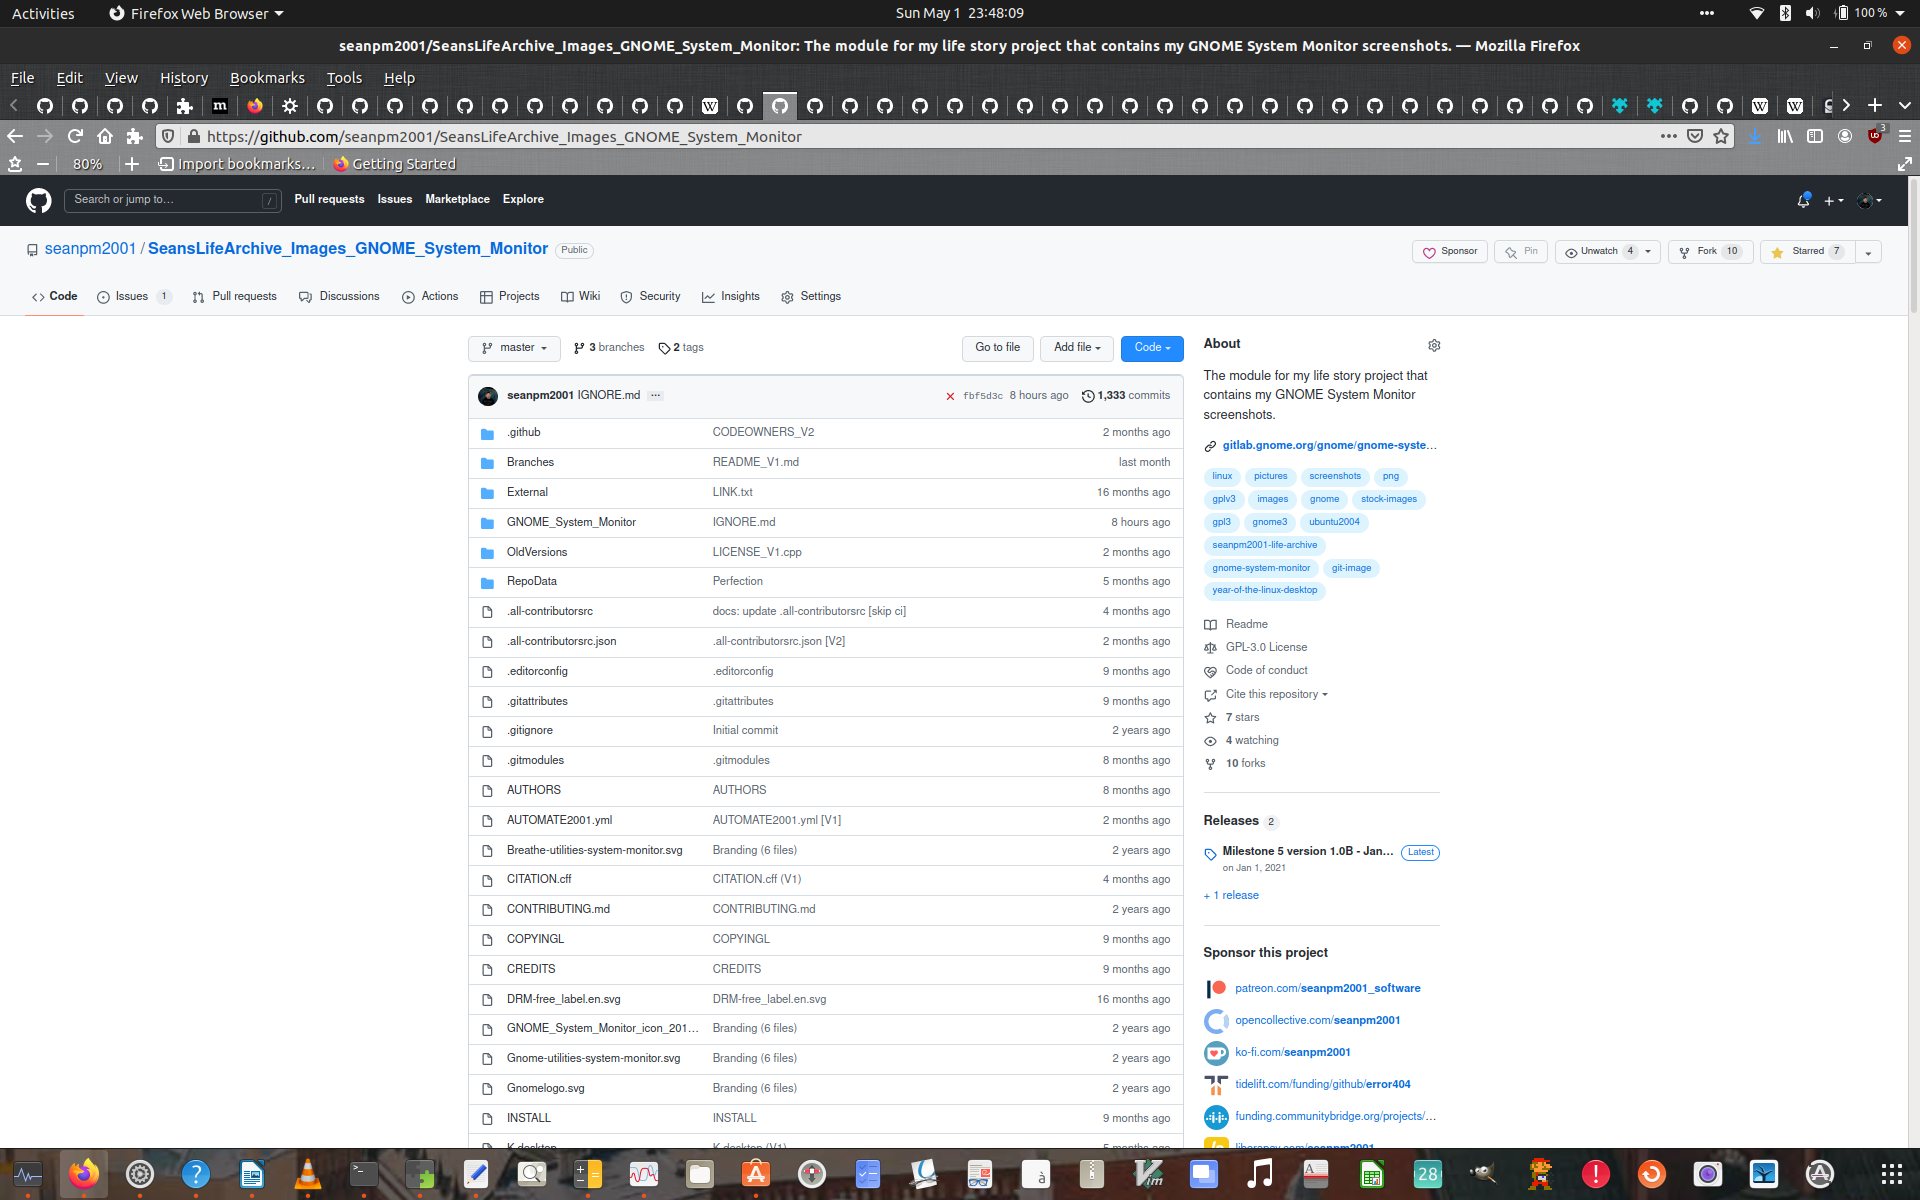 Activities Firefox Web Browser Sun May 1 23:48:09 100 %
seanpm2001/SeansLifeArchive_Images_GNOME_System_Monitor: The module for my life story project that contains my GNOME System Monitor screenshots. — Mozilla Firefox
File Edit View History Bookmarks Tools Help
https://github.com/seanpm2001/SeansLifeArchive_Images_GNOME_System_Monitor 3
80% Import bookmarks... Getting Started
Search or jump to... / Pull requests Issues Marketplace Explore
seanpm2001 / SeansLifeArchive_Images_GNOME_System_Monitor Public Sponsor Pin Unwatch 4 Fork 10 Starred 7
Code Issues 1 Pull requests Discussions Actions Projects Wiki Security Insights Settings
master 3 branches 2 tags Go to file Add file Code
seanpm2001 IGNORE.md ... fbf5d3c 8 hours ago 1,333 commits
.github CODEOWNERS_V2 2 months ago
Branches README_V1.md last month
External LINK.txt 16 months ago
GNOME_System_Monitor IGNORE.md 8 hours ago
OldVersions LICENSE_V1.cpp 2 months ago
RepoData Perfection 5 months ago
.all-contributorsrc docs: update .all-contributorsrc [skip ci] 4 months ago
.all-contributorsrc.json .all-contributorsrc.json [V2] 2 months ago
.editorconfig .editorconfig 9 months ago
.gitattributes .gitattributes 9 months ago
.gitignore Initial commit 2 years ago
.gitmodules .gitmodules 8 months ago
AUTHORS AUTHORS 8 months ago
AUTOMATE2001.yml AUTOMATE2001.yml [V1] 2 months ago
Breathe-utilities-system-monitor.svg Branding (6 files) 2 years ago
CITATION.cff CITATION.cff (V1) 4 months ago
CONTRIBUTING.md CONTRIBUTING.md 2 years ago
COPYINGL COPYINGL 9 months ago
CREDITS CREDITS 9 months ago
DRM-free_label.en.svg DRM-free_label.en.svg 16 months ago
GNOME_System_Monitor_icon_201... Branding (6 files) 2 years ago
Gnome-utilities-system-monitor.svg Branding (6 files) 2 years ago
Gnomelogo.svg Branding (6 files) 2 years ago
INSTALL INSTALL 9 months ago
About
The module for my life story project that
contains my GNOME System Monitor
screenshots.
gitlab.gnome.org/gnome/gnome-syste...
linux pictures screenshots png
gplv3 images gnome stock-images
gpl3 gnome3 ubuntu2004
seanpm2001-life-archive
gnome-system-monitor git-image
year-of-the-linux-desktop
Readme
GPL-3.0 License
Code of conduct
Cite this repository
7 stars
4 watching
10 forks
Releases 2
Milestone 5 version 1.0B - Jan... Latest
on Jan 1, 2021
+ 1 release
Sponsor this project
patreon.com/seanpm2001_software
opencollective.com/seanpm2001
ko-fi.com/seanpm2001
tidelift.com/funding/github/error404
funding.communitybridge.org/projects/...
28